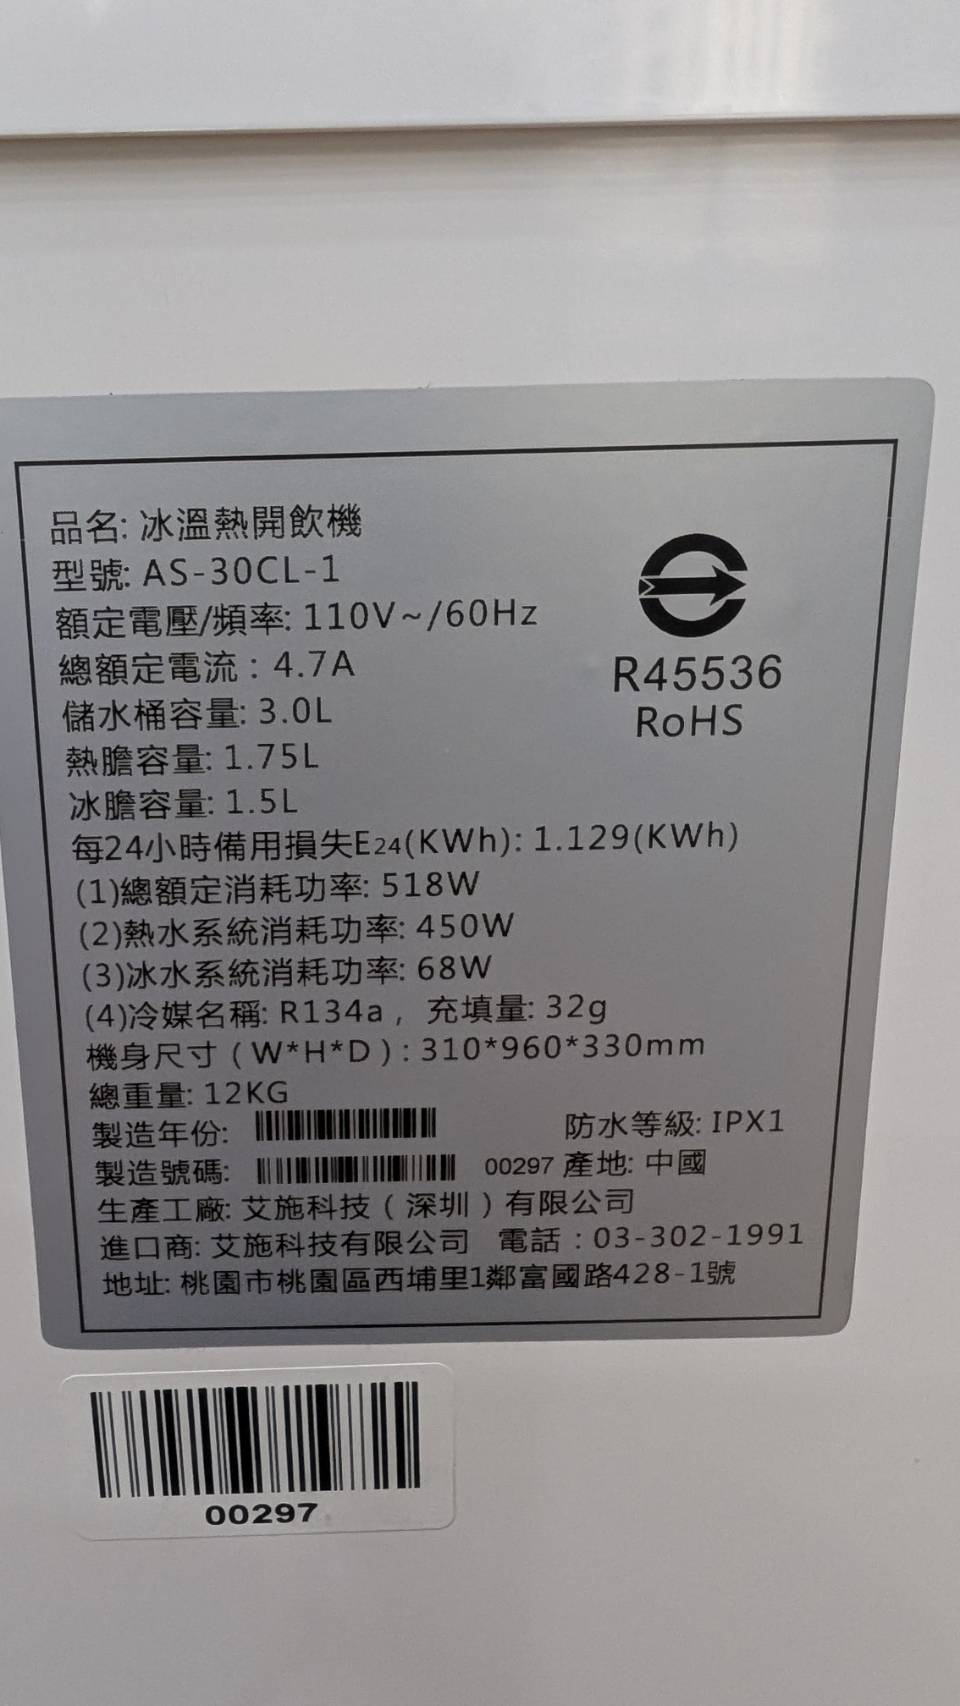 品名: 冰溫熱開飲機
型號: AS-30CL-1
額定電壓/頻率: 110V~/60Hz
總額定電流：4.7A
儲水桶容量: 3.0L
熱膽容量: 1.75L
冰膽容量: 1.5L
R45536
RoHS
每24小時備用損失E24(KWh): 1.129(KWh)
(1)總額定消耗功率: 518W
(2)熱水系統消耗功率: 450W
(3)冰水系統消耗功率: 68W
(4)冷媒名稱: R134a，充填量: 32g
機身尺寸（W*H*D）: 310*960*330mm
總重量: 12KG
製造年份: 防水等級: IPX1
製造號碼: 00297 產地: 中國
生產工廠: 艾施科技（深圳）有限公司
進口商: 艾施科技有限公司 電話：03-302-1991
地址: 桃園市桃園區西埔里1鄰富國路428-1號
00297